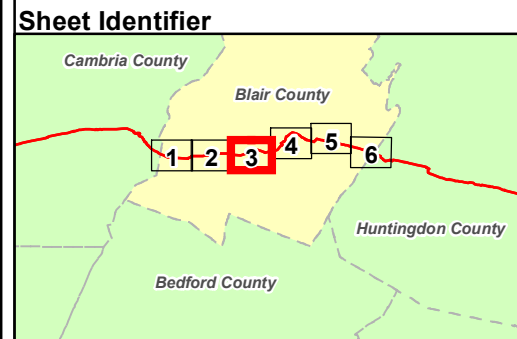 Sheet Identifier
Cambria County
Blair County
1 2 3 4 5 6
Huntingdon County
Bedford County